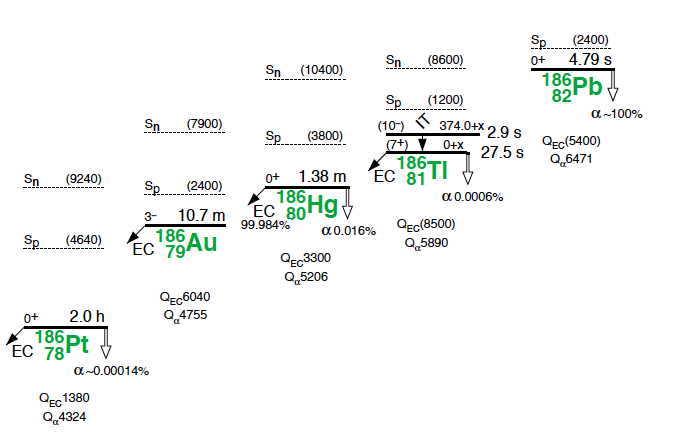 Sn (9240)
Sp (4640)
0+ 2.0 h
186
78Pt
EC
α~0.00014%
QEC1380
Qα4324
Sn (7900)
Sp (2400)
3- 10.7 m
186
79Au
EC
QEC6040
Qα4755
Sn (10400)
Sp (3800)
0+ 1.38 m
186
80Hg
EC
99.984%
α0.016%
QEC3300
Qα5206
Sn (8600)
Sp (1200)
IT
(10-) 374.0+x 2.9 s
(7+) 0+x 27.5 s
186
81Tl
EC
α0.0006%
QEC(8500)
Qα5890
Sp (2400)
0+ 4.79 s
186
82Pb
α~100%
QEC(5400)
Qα6471